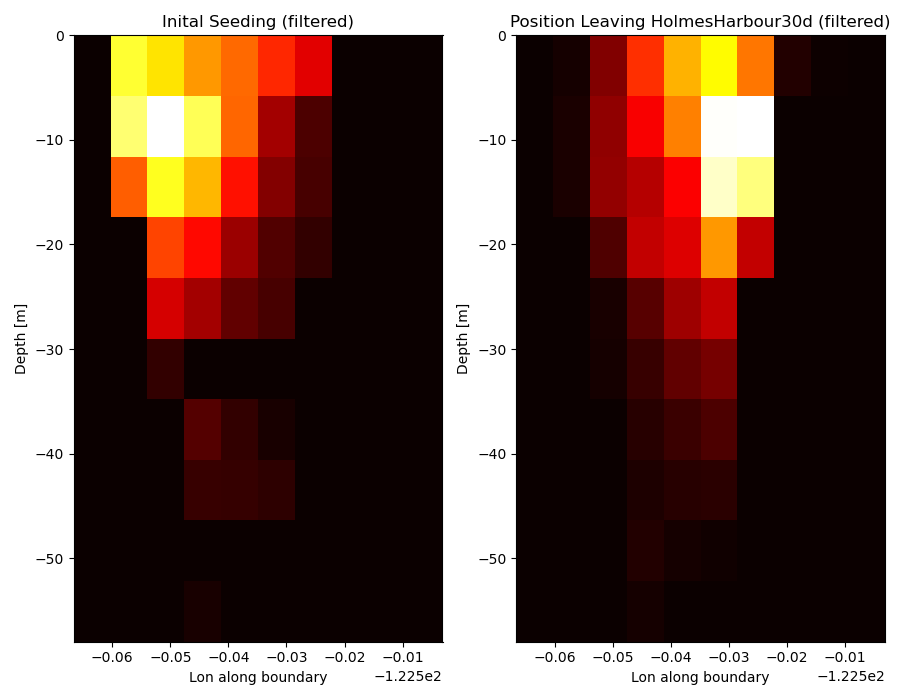 Inital Seeding (filtered)
Position Leaving HolmesHarbour30d (filtered)
0
−10
−20
−30
−40
−50
Depth [m]
−0.06 −0.05 −0.04 −0.03 −0.02 −0.01
Lon along boundary
−1.225e2
0
−10
−20
−30
−40
−50
Depth [m]
−0.06 −0.05 −0.04 −0.03 −0.02 −0.01
Lon along boundary
−1.225e2